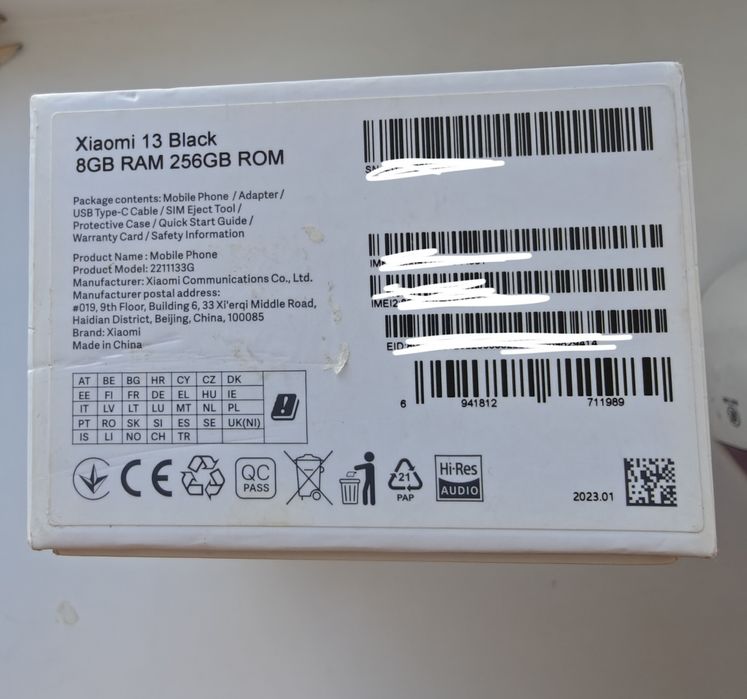 Xiaomi 13 Black
8GB RAM 256GB ROM
Package contents: Mobile Phone / Adapter /
USB Type-C Cable / SIM Eject Tool /
Protective Case / Quick Start Guide /
Warranty Card / Safety Information
Product Name: Mobile Phone
Product Model: 2211133G
Manufacturer: Xiaomi Communications Co., Ltd.
Manufacturer postal address:
#019, 9th Floor, Building 6, 33 Xi'erqi Middle Road,
Haidian District, Beijing, China, 100085
Brand: Xiaomi
Made in China
AT BE BG HR CY CZ DK
EE FI FR DE EL HU IE
IT LV LT LU MT NL PL
PT RO SK SI ES SE UK(NI)
IS LI NO CH TR
CE
QC
PASS
21
PAP
Hi-Res
AUDIO
SN
IMEI2
EID
6 941812 711989
2023.01